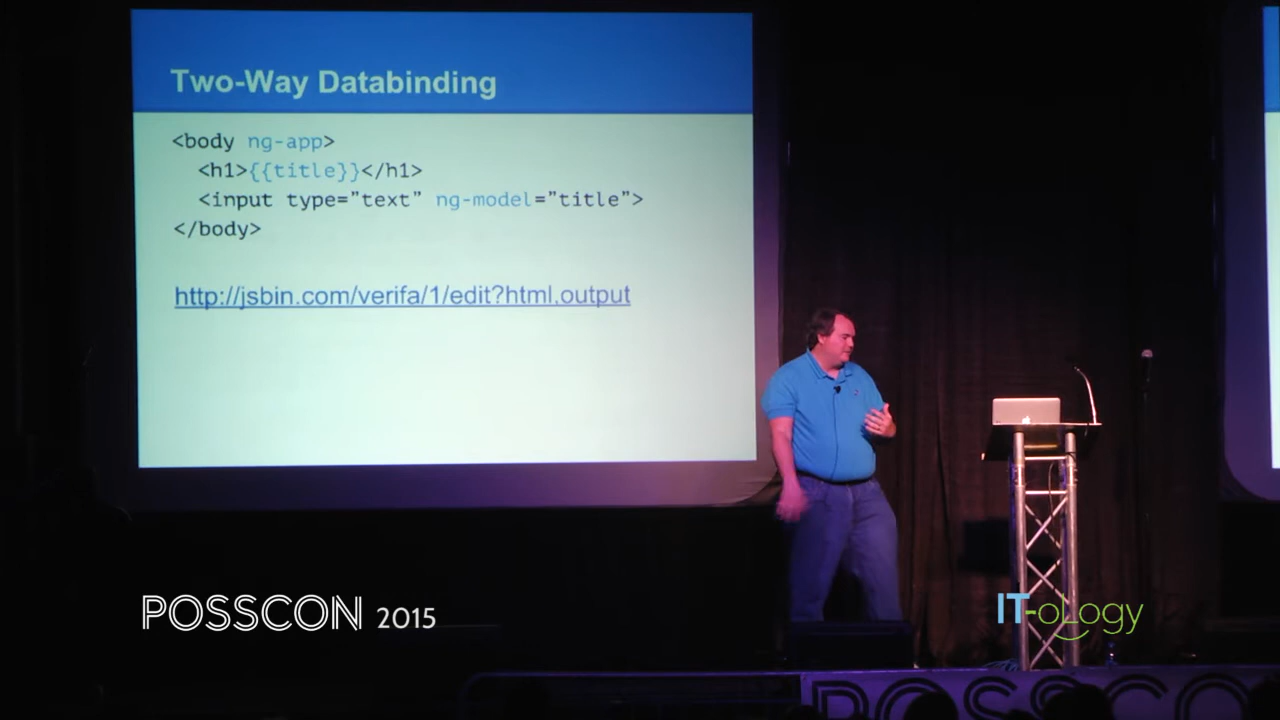 Two-Way Databinding
<body ng-app>
<h1>{{title}}</h1>
<input type=”text” ng-model=”title”>
</body>
http://jsbin.com/verifa/1/edit?html,output
POSSCON 2015
IT-oLogy
POSSCO